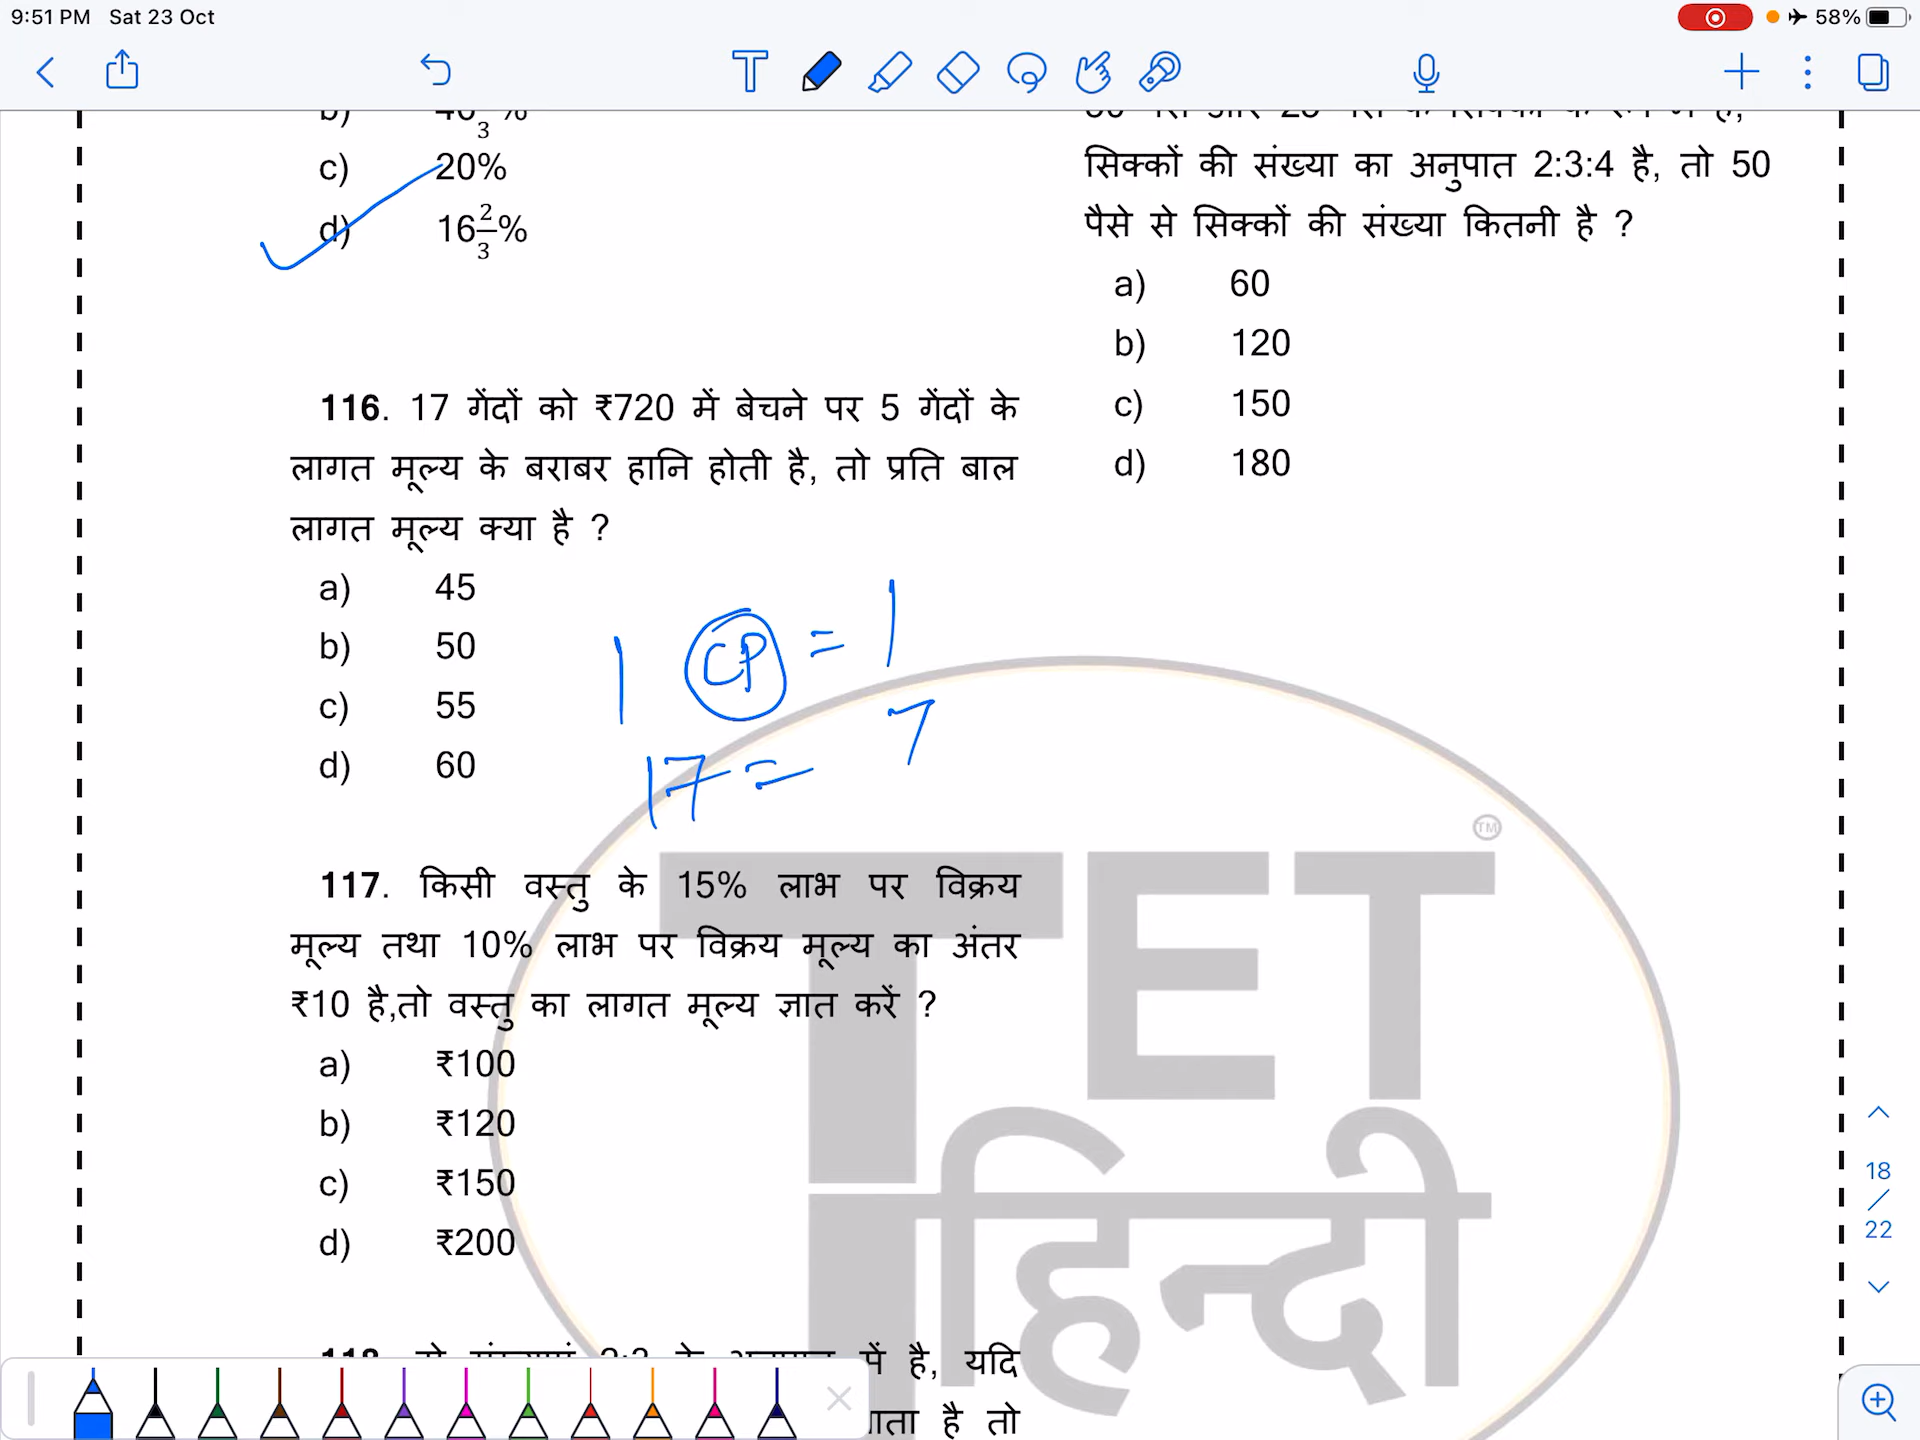 9:51 PM Sat 23 Oct
58%
c) 20%
d) 16 2/3%
116. 17 गेंदों को ₹720 में बेचने पर 5 गेंदों के
लागत मूल्य के बराबर हानि होती है, तो प्रति बाल
लागत मूल्य क्या है ?
a) 45
b) 50
c) 55
d) 60
1 CP = 1
17 = 7
117. किसी वस्तु के 15% लाभ पर विक्रय
मूल्य तथा 10% लाभ पर विक्रय मूल्य का अंतर
₹10 है,तो वस्तु का लागत मूल्य ज्ञात करें ?
a) ₹100
b) ₹120
c) ₹150
d) ₹200
में है, यदि
है तो
सिक्कों की संख्या का अनुपात 2:3:4 है, तो 50
पैसे से सिक्कों की संख्या कितनी है ?
a) 60
b) 120
c) 150
d) 180
TET
TM
हिन्दी
18
/
22